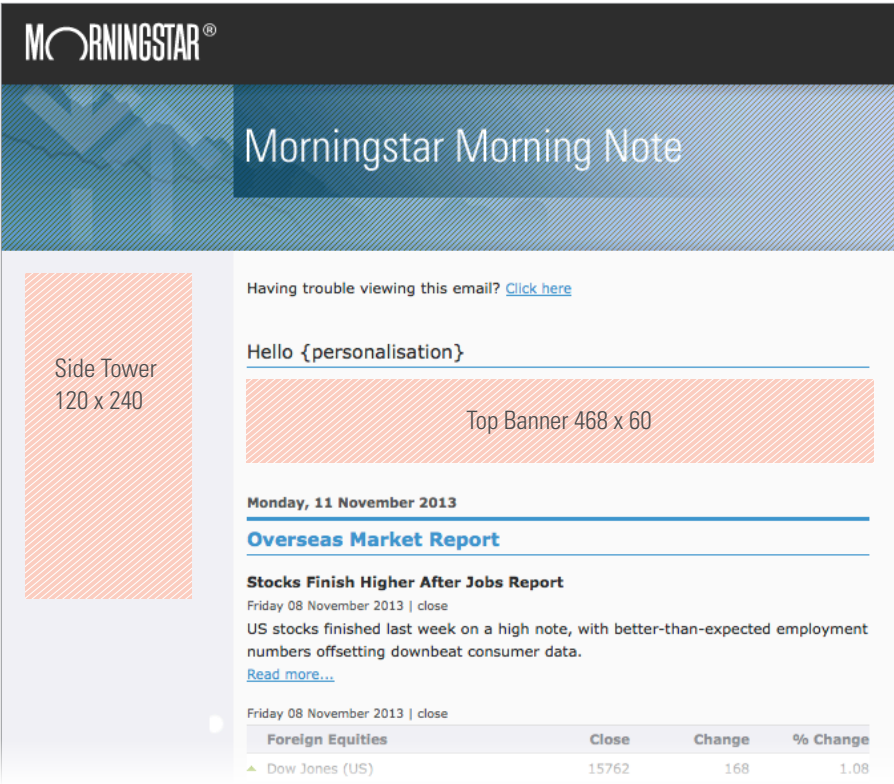 MORNINGSTAR®
Morningstar Morning Note
Having trouble viewing this email? Click here
Hello {personalisation}
Side Tower
120 x 240
Top Banner 468 x 60
Monday, 11 November 2013
Overseas Market Report
Stocks Finish Higher After Jobs Report
Friday 08 November 2013 | close
US stocks finished last week on a high note, with better-than-expected employment
numbers offsetting downbeat consumer data.
Read more...
Friday 08 November 2013 | close
Foreign Equities Close Change % Change
Dow Jones (US) 15762 168 1.08